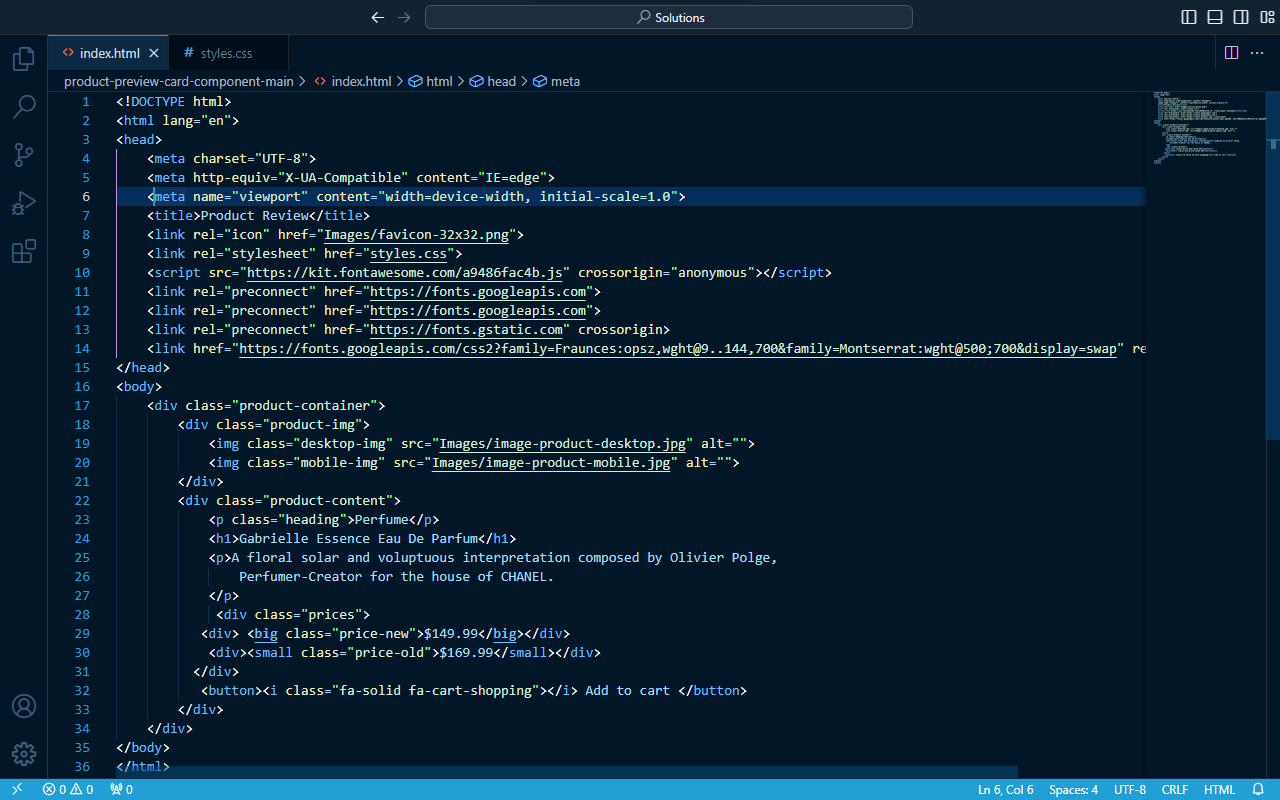 Solutions
index.html
# styles.css
product-preview-card-component-main > <> index.html > html > head > meta
1 <!DOCTYPE html>
2 <html lang="en">
3 <head>
4 <meta charset="UTF-8">
5 <meta http-equiv="X-UA-Compatible" content="IE=edge">
6 <meta name="viewport" content="width=device-width, initial-scale=1.0">
7 <title>Product Review</title>
8 <link rel="icon" href="Images/favicon-32x32.png">
9 <link rel="stylesheet" href="styles.css">
10 <script src="https://kit.fontawesome.com/a9486fac4b.js" crossorigin="anonymous"></script>
11 <link rel="preconnect" href="https://fonts.googleapis.com">
12 <link rel="preconnect" href="https://fonts.googleapis.com">
13 <link rel="preconnect" href="https://fonts.gstatic.com" crossorigin>
14 <link href="https://fonts.googleapis.com/css2?family=Fraunces:opsz,wght@9..144,700&family=Montserrat:wght@500;700&display=swap" re
15 </head>
16 <body>
17 <div class="product-container">
18 <div class="product-img">
19 <img class="desktop-img" src="Images/image-product-desktop.jpg" alt="">
20 <img class="mobile-img" src="Images/image-product-mobile.jpg" alt="">
21 </div>
22 <div class="product-content">
23 <p class="heading">Perfume</p>
24 <h1>Gabrielle Essence Eau De Parfum</h1>
25 <p>A floral solar and voluptuous interpretation composed by Olivier Polge,
26 Perfumer-Creator for the house of CHANEL.
27 </p>
28 <div class="prices">
29 <div> <big class="price-new">$149.99</big></div>
30 <div><small class="price-old">$169.99</small></div>
31 </div>
32 <button><i class="fa-solid fa-cart-shopping"></i> Add to cart </button>
33 </div>
34 </div>
35 </body>
36 </html>
0 0 0 Ln 6, Col 6 Spaces: 4 UTF-8 CRLF HTML